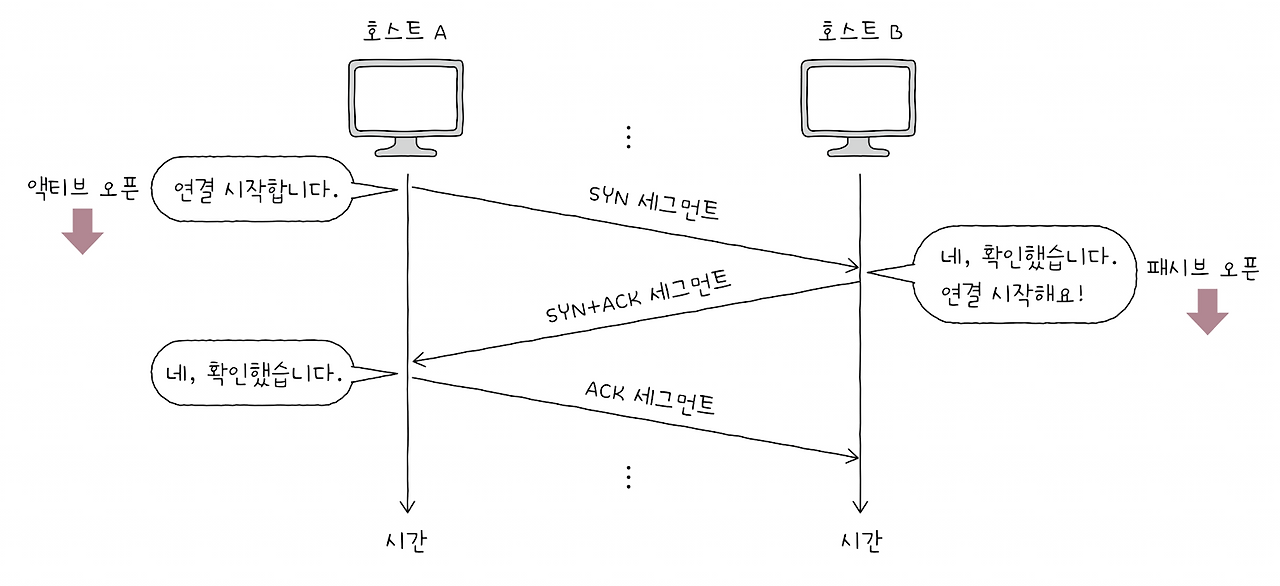 호스트 A
호스트 B
액티브 오픈
연결 시작합니다.
SYN 세그먼트
네, 확인했습니다.
연결 시작해요!
패시브 오픈
SYN+ACK 세그먼트
네, 확인했습니다.
ACK 세그먼트
시간
시간